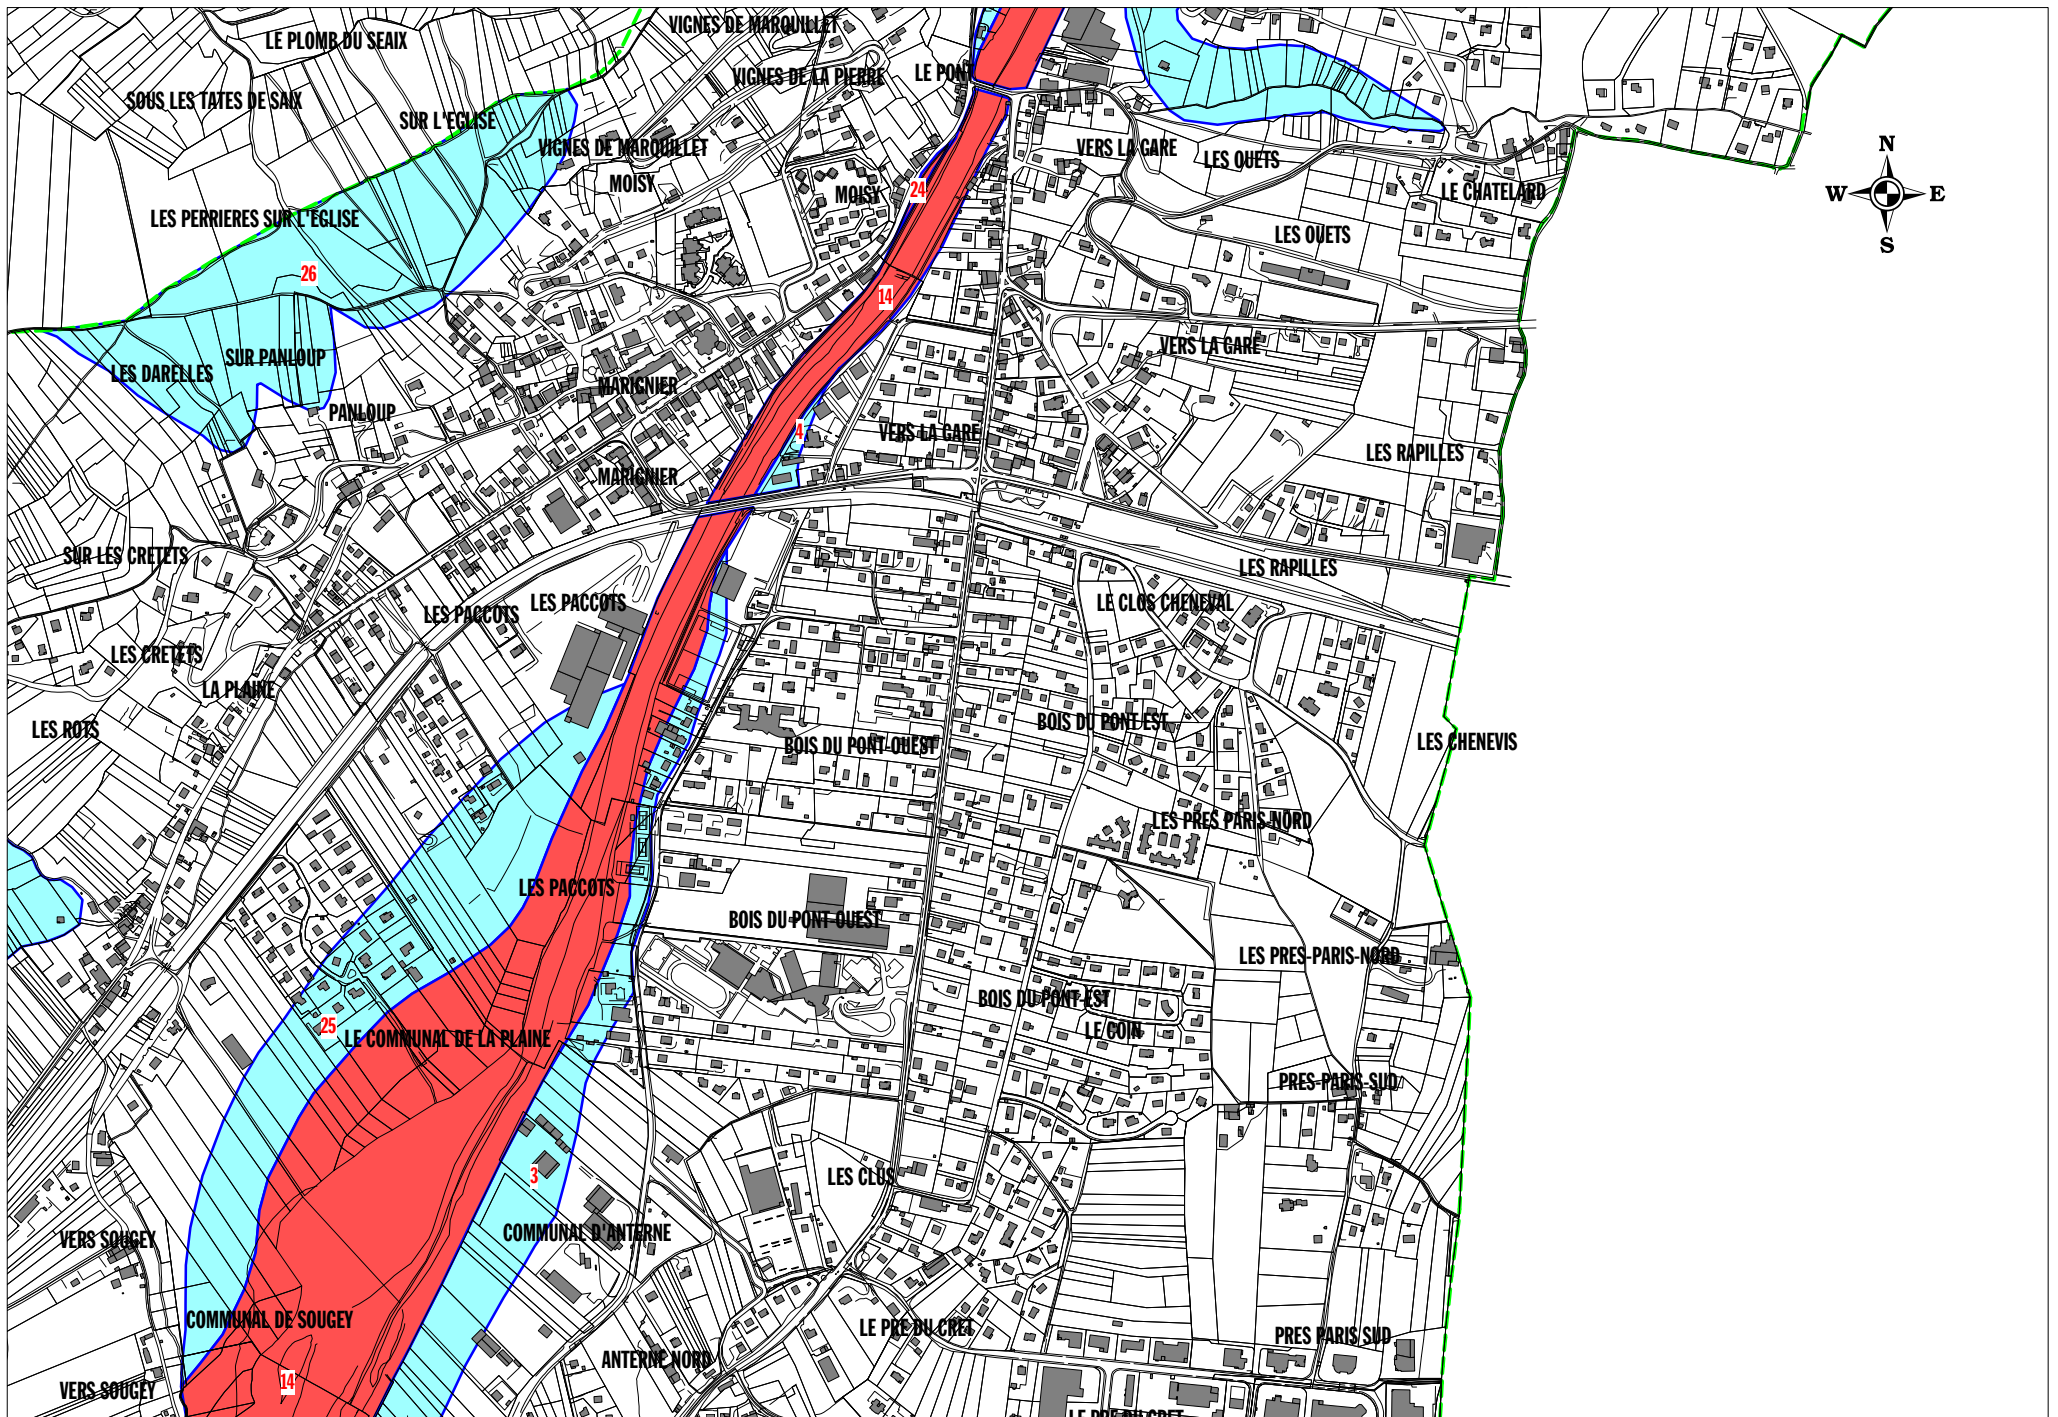 VIGNES DE MARQUILLET
LE PLOMB DU SEAIX
LE PONT
VIGNES DE LA PIERRE
SOUS LES TATES DE SAIX
SUR L'EGLISE
VIGNES DE MARQUILLET
VERS LA GARE
LES OUETS
N
MOISY
MOISY
24
LE CHATELARD
W
E
LES PERRIERES SUR L'EGLISE
LES OUETS
S
26
14
VERS LA GARE
SUR PANLOUP
LES DARELLES
MARIGNIER
PANLOUP
4
VERS LA GARE
LES RAPILLES
MARIGNIER
SUR LES CRETETS
LES RAPILLES
LES PACCOTS
LES PACCOTS
LE CLOS CHENEVAL
LES CRETETS
LA PLAINE
LES ROTS
BOIS DU PONT-EST
BOIS DU PONT-OUEST
LES CHENEVIS
LES PRES PARIS-NORD
LES PACCOTS
BOIS DU PONT-OUEST
LES PRES-PARIS-NORD
BOIS DU PONT-EST
25
LE COIN
LE COMMUNAL DE LA PLAINE
PRES-PARIS-SUD
3
LES CLUS
COMMUNAL D'ANTERNE
VERS SOUGEY
COMMUNAL DE SOUGEY
LE PRE DU CRET
PRES PARIS SUD
ANTERNE NORD
14
VERS SOUGEY
LE PRE DU CRET